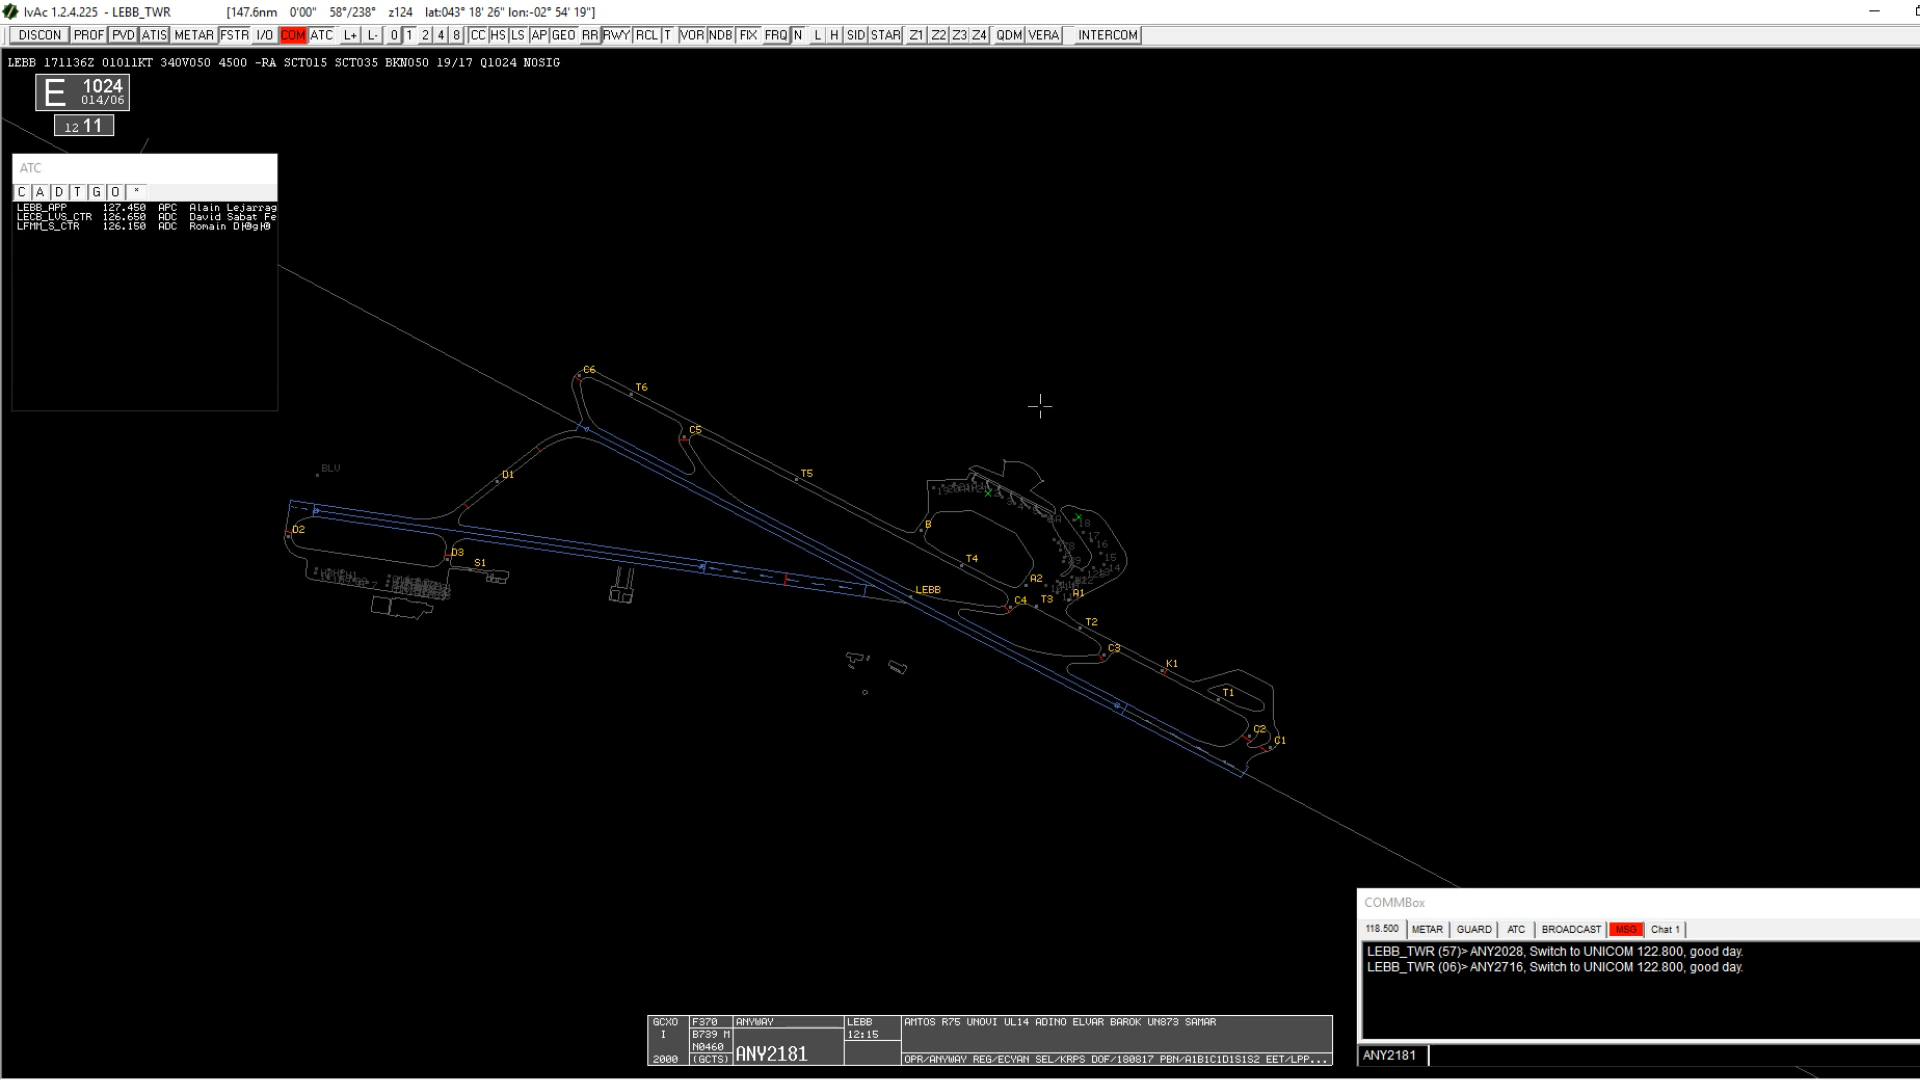 IvAc 1.2.4.225 - LEBB_TWR [147.6nm 0'00" 58°/238° z124 lat:043° 18' 26" lon:-02° 54' 19"]
DISCON PROF PVD ATIS METAR FSTR I/O COM ATC L+ L- 0 1 2 4 8 CC HS LS AP GEO RR RWY RCL T VOR NDB FIX FRQ N L H SID STAR Z1 Z2 Z3 Z4 QDM VERA INTERCOM
LEBB 171136Z 01011KT 340V050 4500 -RA SCT015 SCT035 BKN050 19/17 Q1024 NOSIG
E 1024
014/06
12 11
ATC
C A D T G O *
LEBB_APP 127.450 APC Alain Lejarrag
LECB_LVS_CTR 126.650 ADC David Sabat Fe
LFMM_S_CTR 126.150 ADC Romain
C6
T6
C5
BLV
D1
T5
B
18
17
16
15
14
D2
D3
S1
T4
A2
LEBB
C4
T3
A1
T2
C3
K1
T1
C2
C1
COMMBox
118.500 METAR GUARD ATC BROADCAST MSG Chat 1
LEBB_TWR (57)> ANY2028, Switch to UNICOM 122.800, good day.
LEBB_TWR (06)> ANY2716, Switch to UNICOM 122.800, good day.
ANY2181
GCXO F370 ANYWAY LEBB AMTOS R75 UNOVI UL14 ADINO ELVAR BAROK UN873 SAMAR
I B739 M 12:15
N0460
2000 (GCTS) ANY2181 OPR/ANYWAY REG/ECYAN SEL/KRPS DOF/180817 PBN/A1B1C1D1S1S2 EET/LPP...